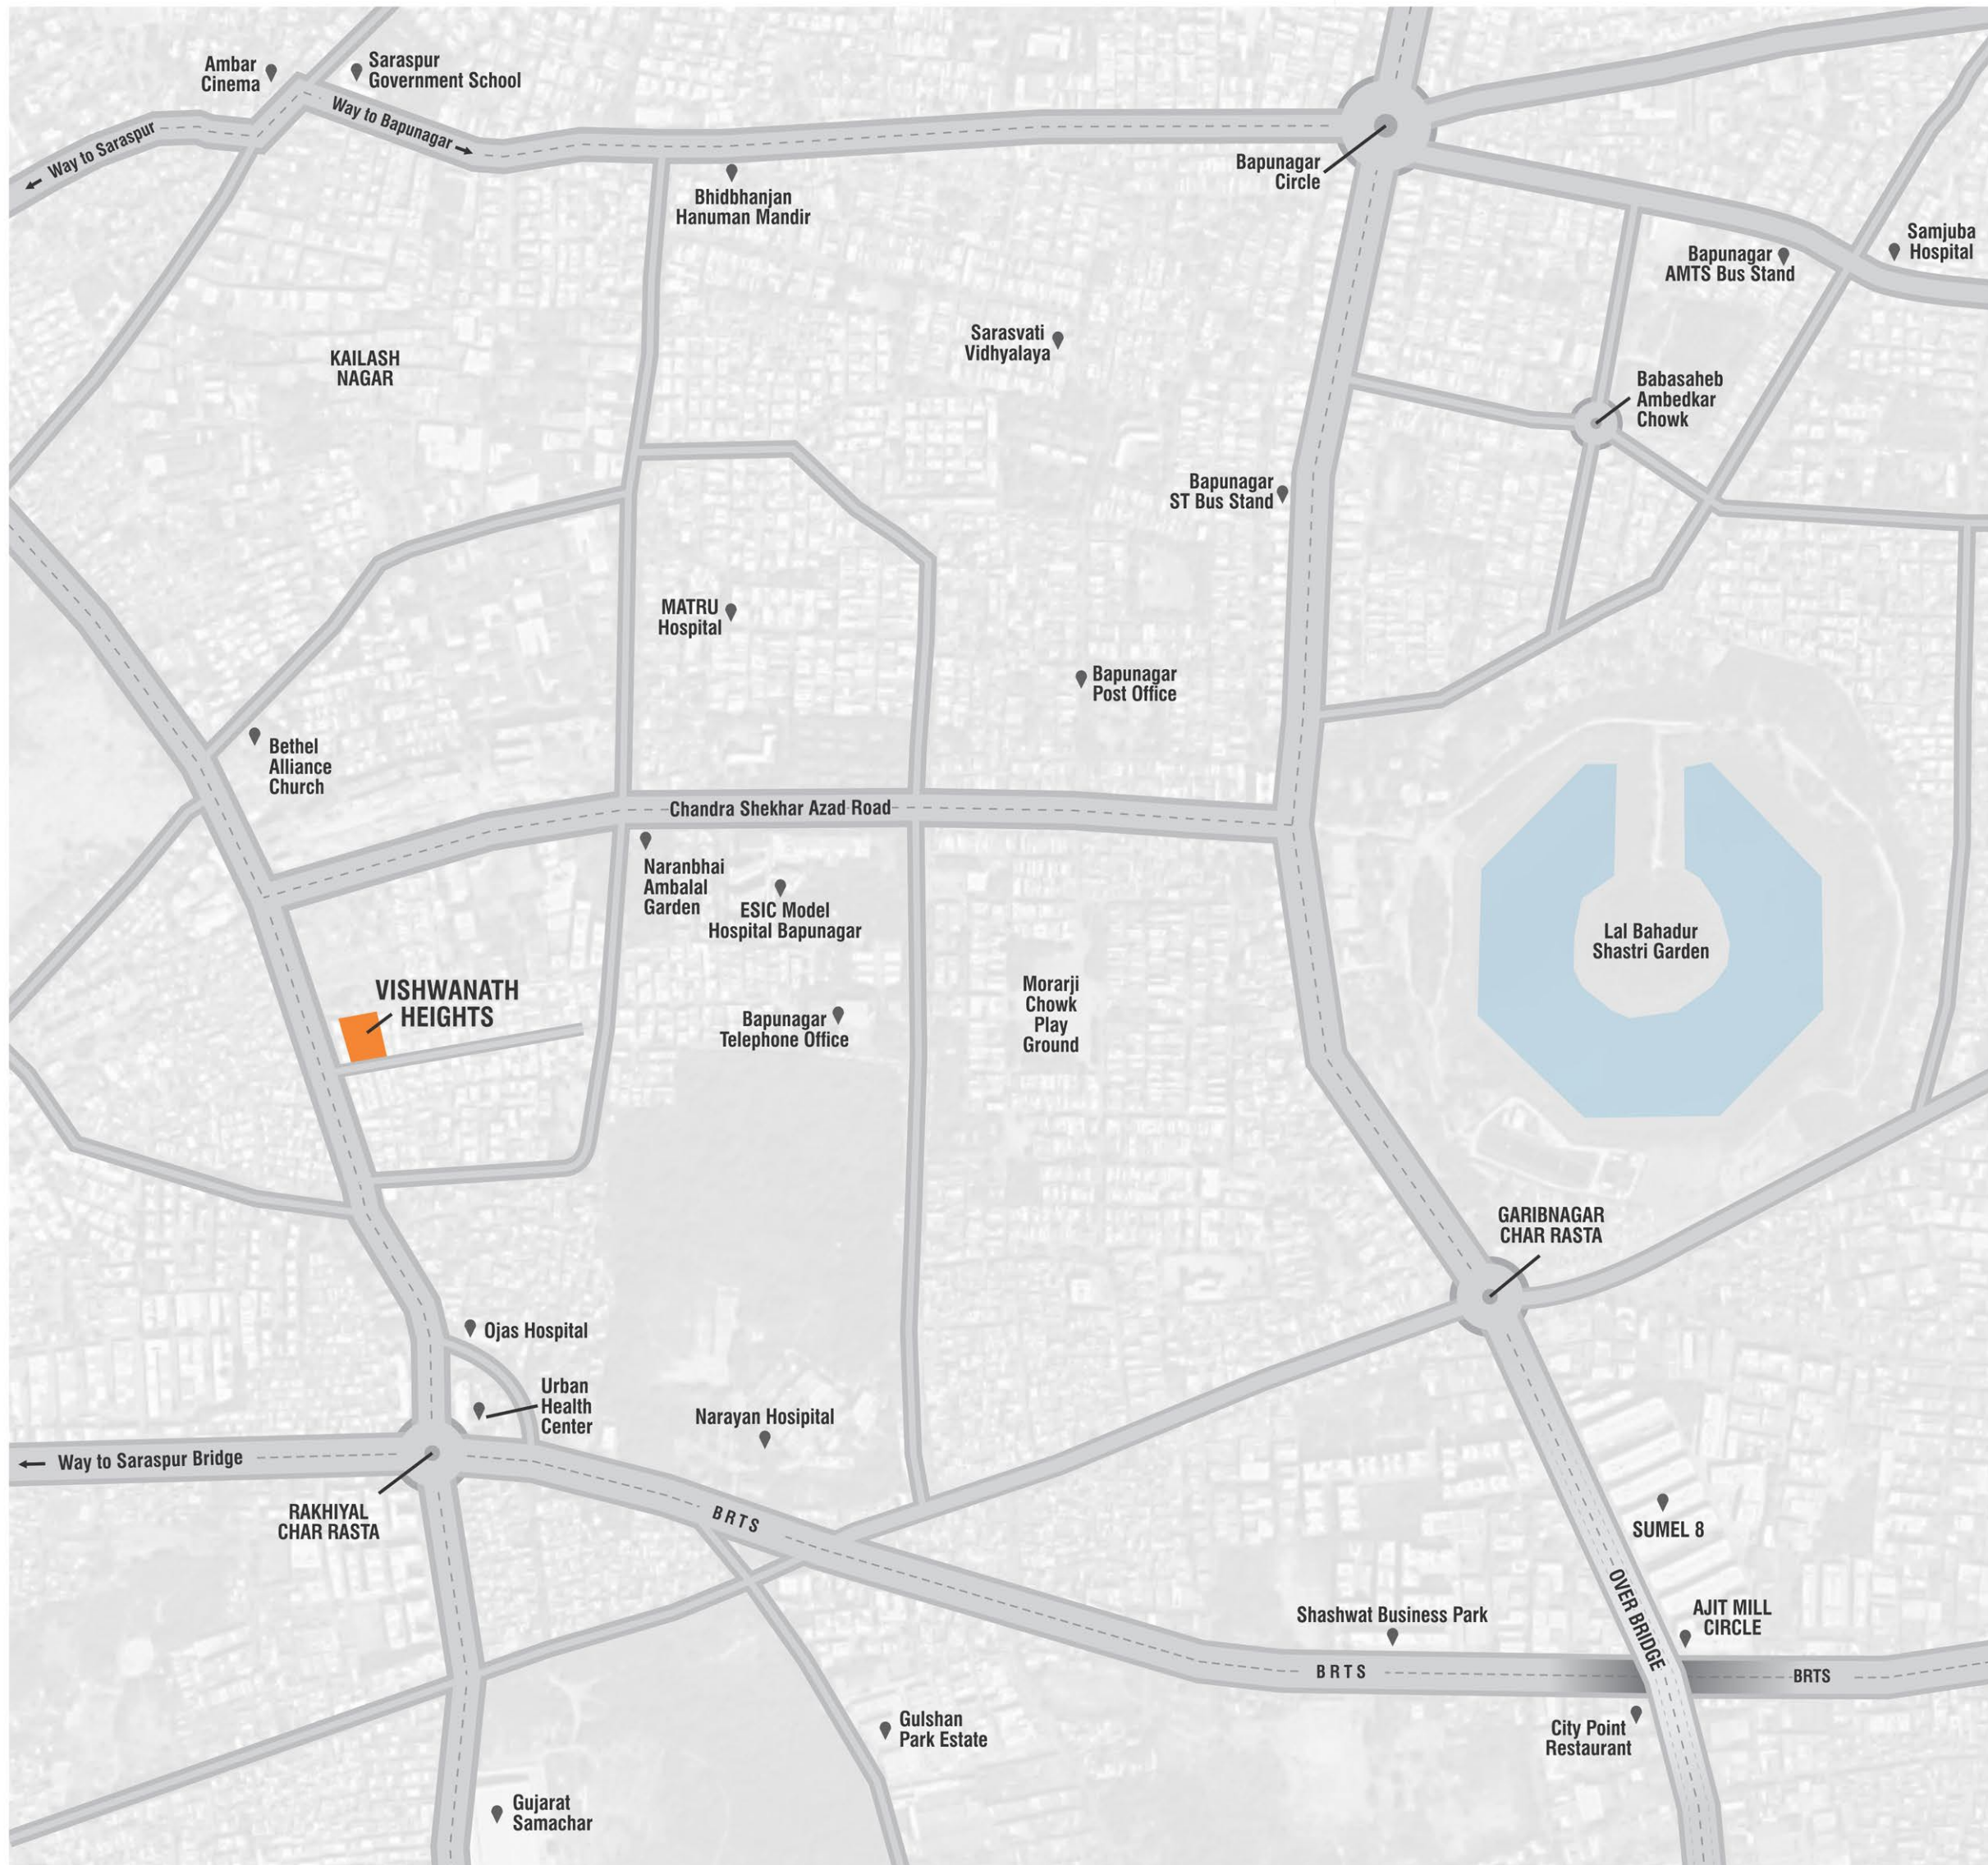 Ambar
Cinema
Saraspur
Government School
Way to Saraspur
Way to Bapunagar
Bhidbhanjan
Hanuman Mandir
Bapunagar
Circle
Bapunagar
AMTS Bus Stand
Samjuba
Hospital
KAILASH
NAGAR
Sarasvati
Vidhyalaya
Babasaheb
Ambedkar
Chowk
Bapunagar
ST Bus Stand
MATRU
Hospital
Bapunagar
Post Office
Bethel
Alliance
Church
Chandra Shekhar Azad Road
Naranbhai
Ambalal
Garden
ESIC Model
Hospital Bapunagar
Lal Bahadur
Shastri Garden
VISHWANATH
HEIGHTS
Bapunagar
Telephone Office
Morarji
Chowk
Play
Ground
GARIBNAGAR
CHAR RASTA
Ojas Hospital
Urban
Health
Center
Narayan Hosipital
Way to Saraspur Bridge
RAKHIYAL
CHAR RASTA
BRTS
SUMEL 8
OVER BRIDGE
Shashwat Business Park
AJIT MILL
CIRCLE
BRTS
BRTS
City Point
Restaurant
Gulshan
Park Estate
Gujarat
Samachar